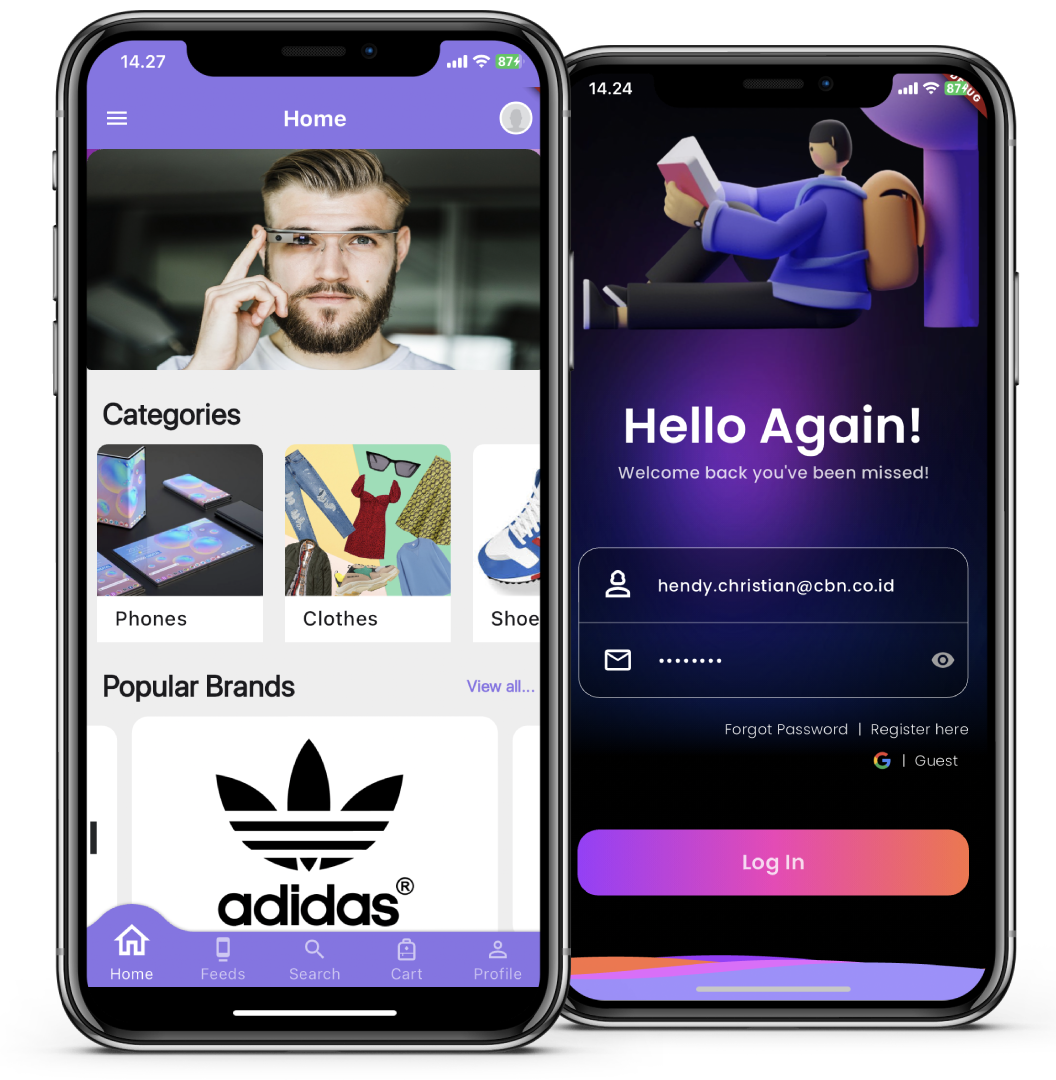 14.27
87
Home
Categories
Phones
Clothes
Shoe
Popular Brands
View all...
adidas®
Home
Feeds
Search
Cart
Profile
14.24
87
Hello Again!
Welcome back you've been missed!
hendy.christian@cbn.co.id
Forgot Password | Register here
G | Guest
Log In